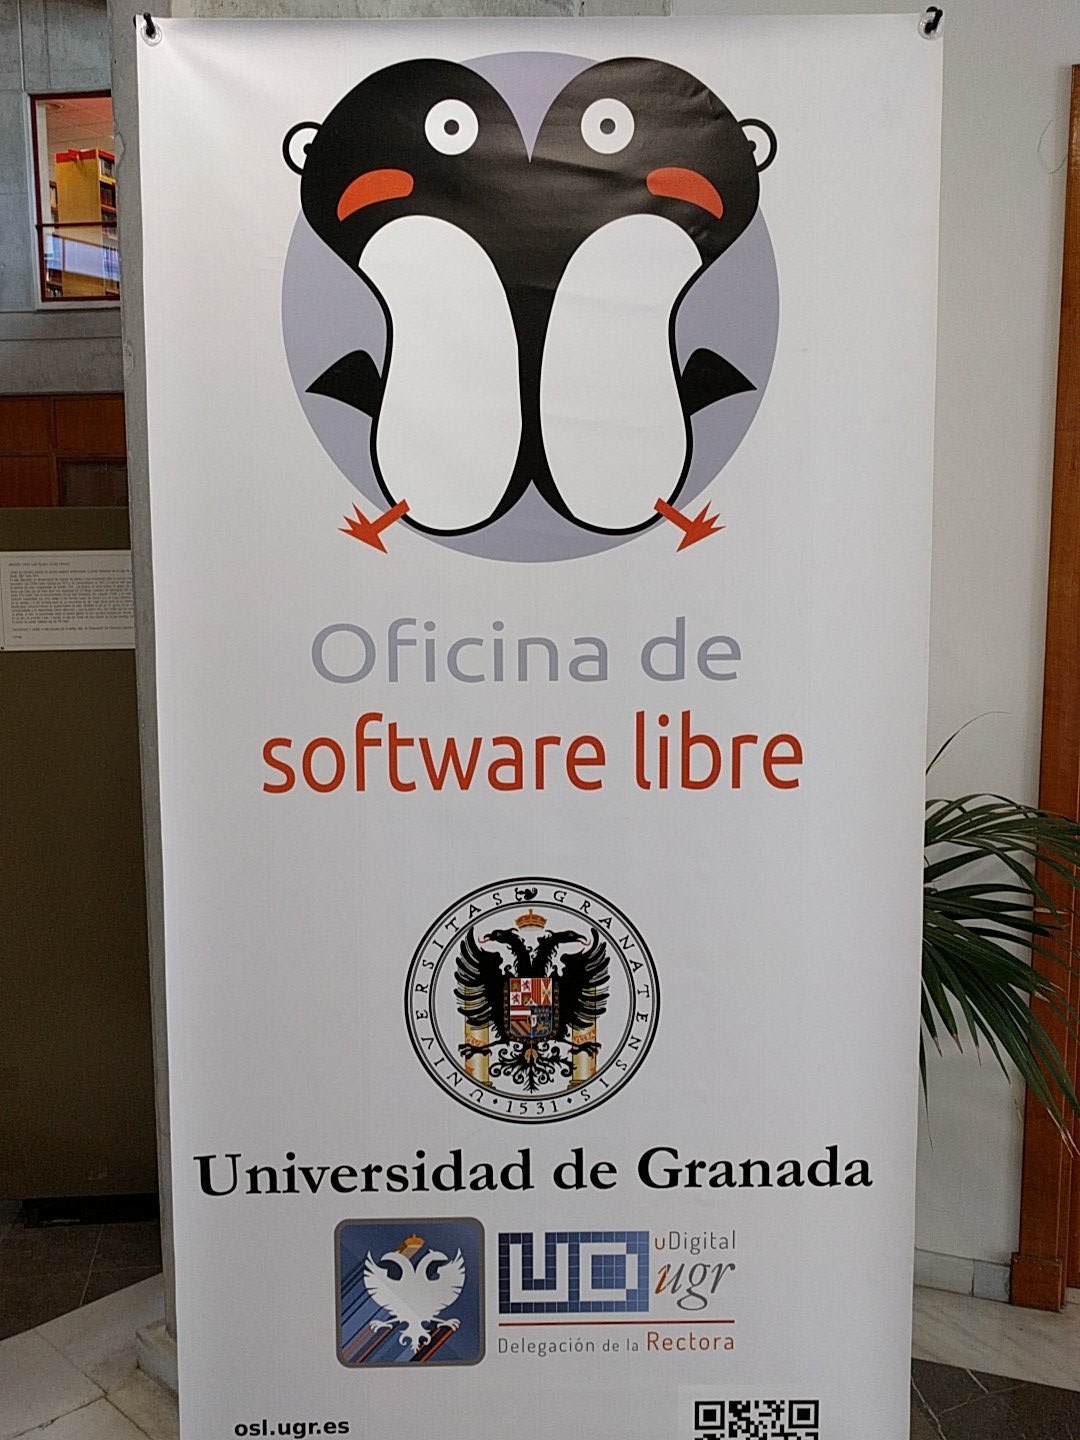 Oficina de
software libre
UNIVERSITAS GRANATENSIS
1531
Universidad de Granada
uDigital
UD
ugr
Delegación de la Rectora
osl.ugr.es